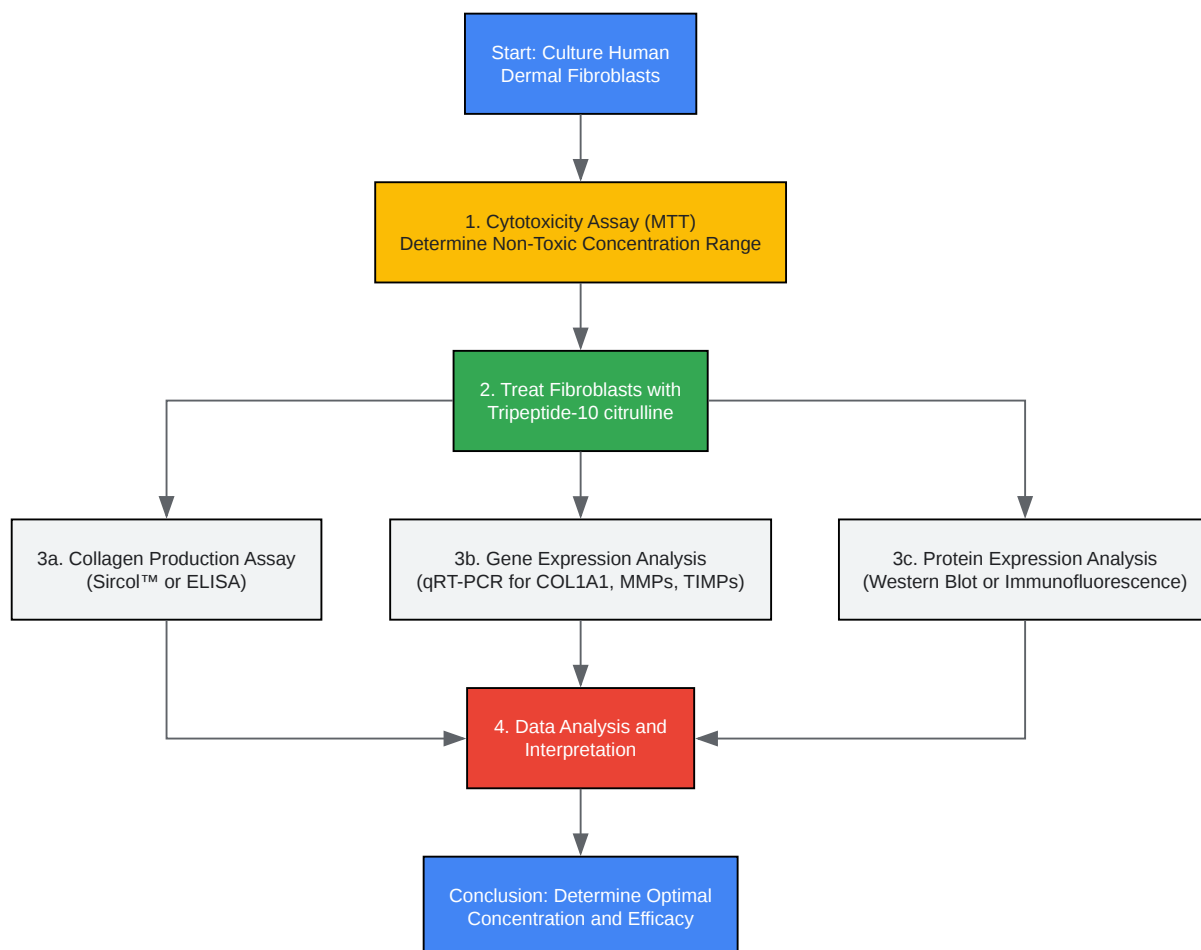 Start: Culture Human
Dermal Fibroblasts
1. Cytotoxicity Assay (MTT)
Determine Non-Toxic Concentration Range
2. Treat Fibroblasts with
Tripeptide-10 citrulline
3a. Collagen Production Assay
(Sircol™ or ELISA)
3b. Gene Expression Analysis
(qRT-PCR for COL1A1, MMPs, TIMPs)
3c. Protein Expression Analysis
(Western Blot or Immunofluorescence)
4. Data Analysis and
Interpretation
Conclusion: Determine Optimal
Concentration and Efficacy